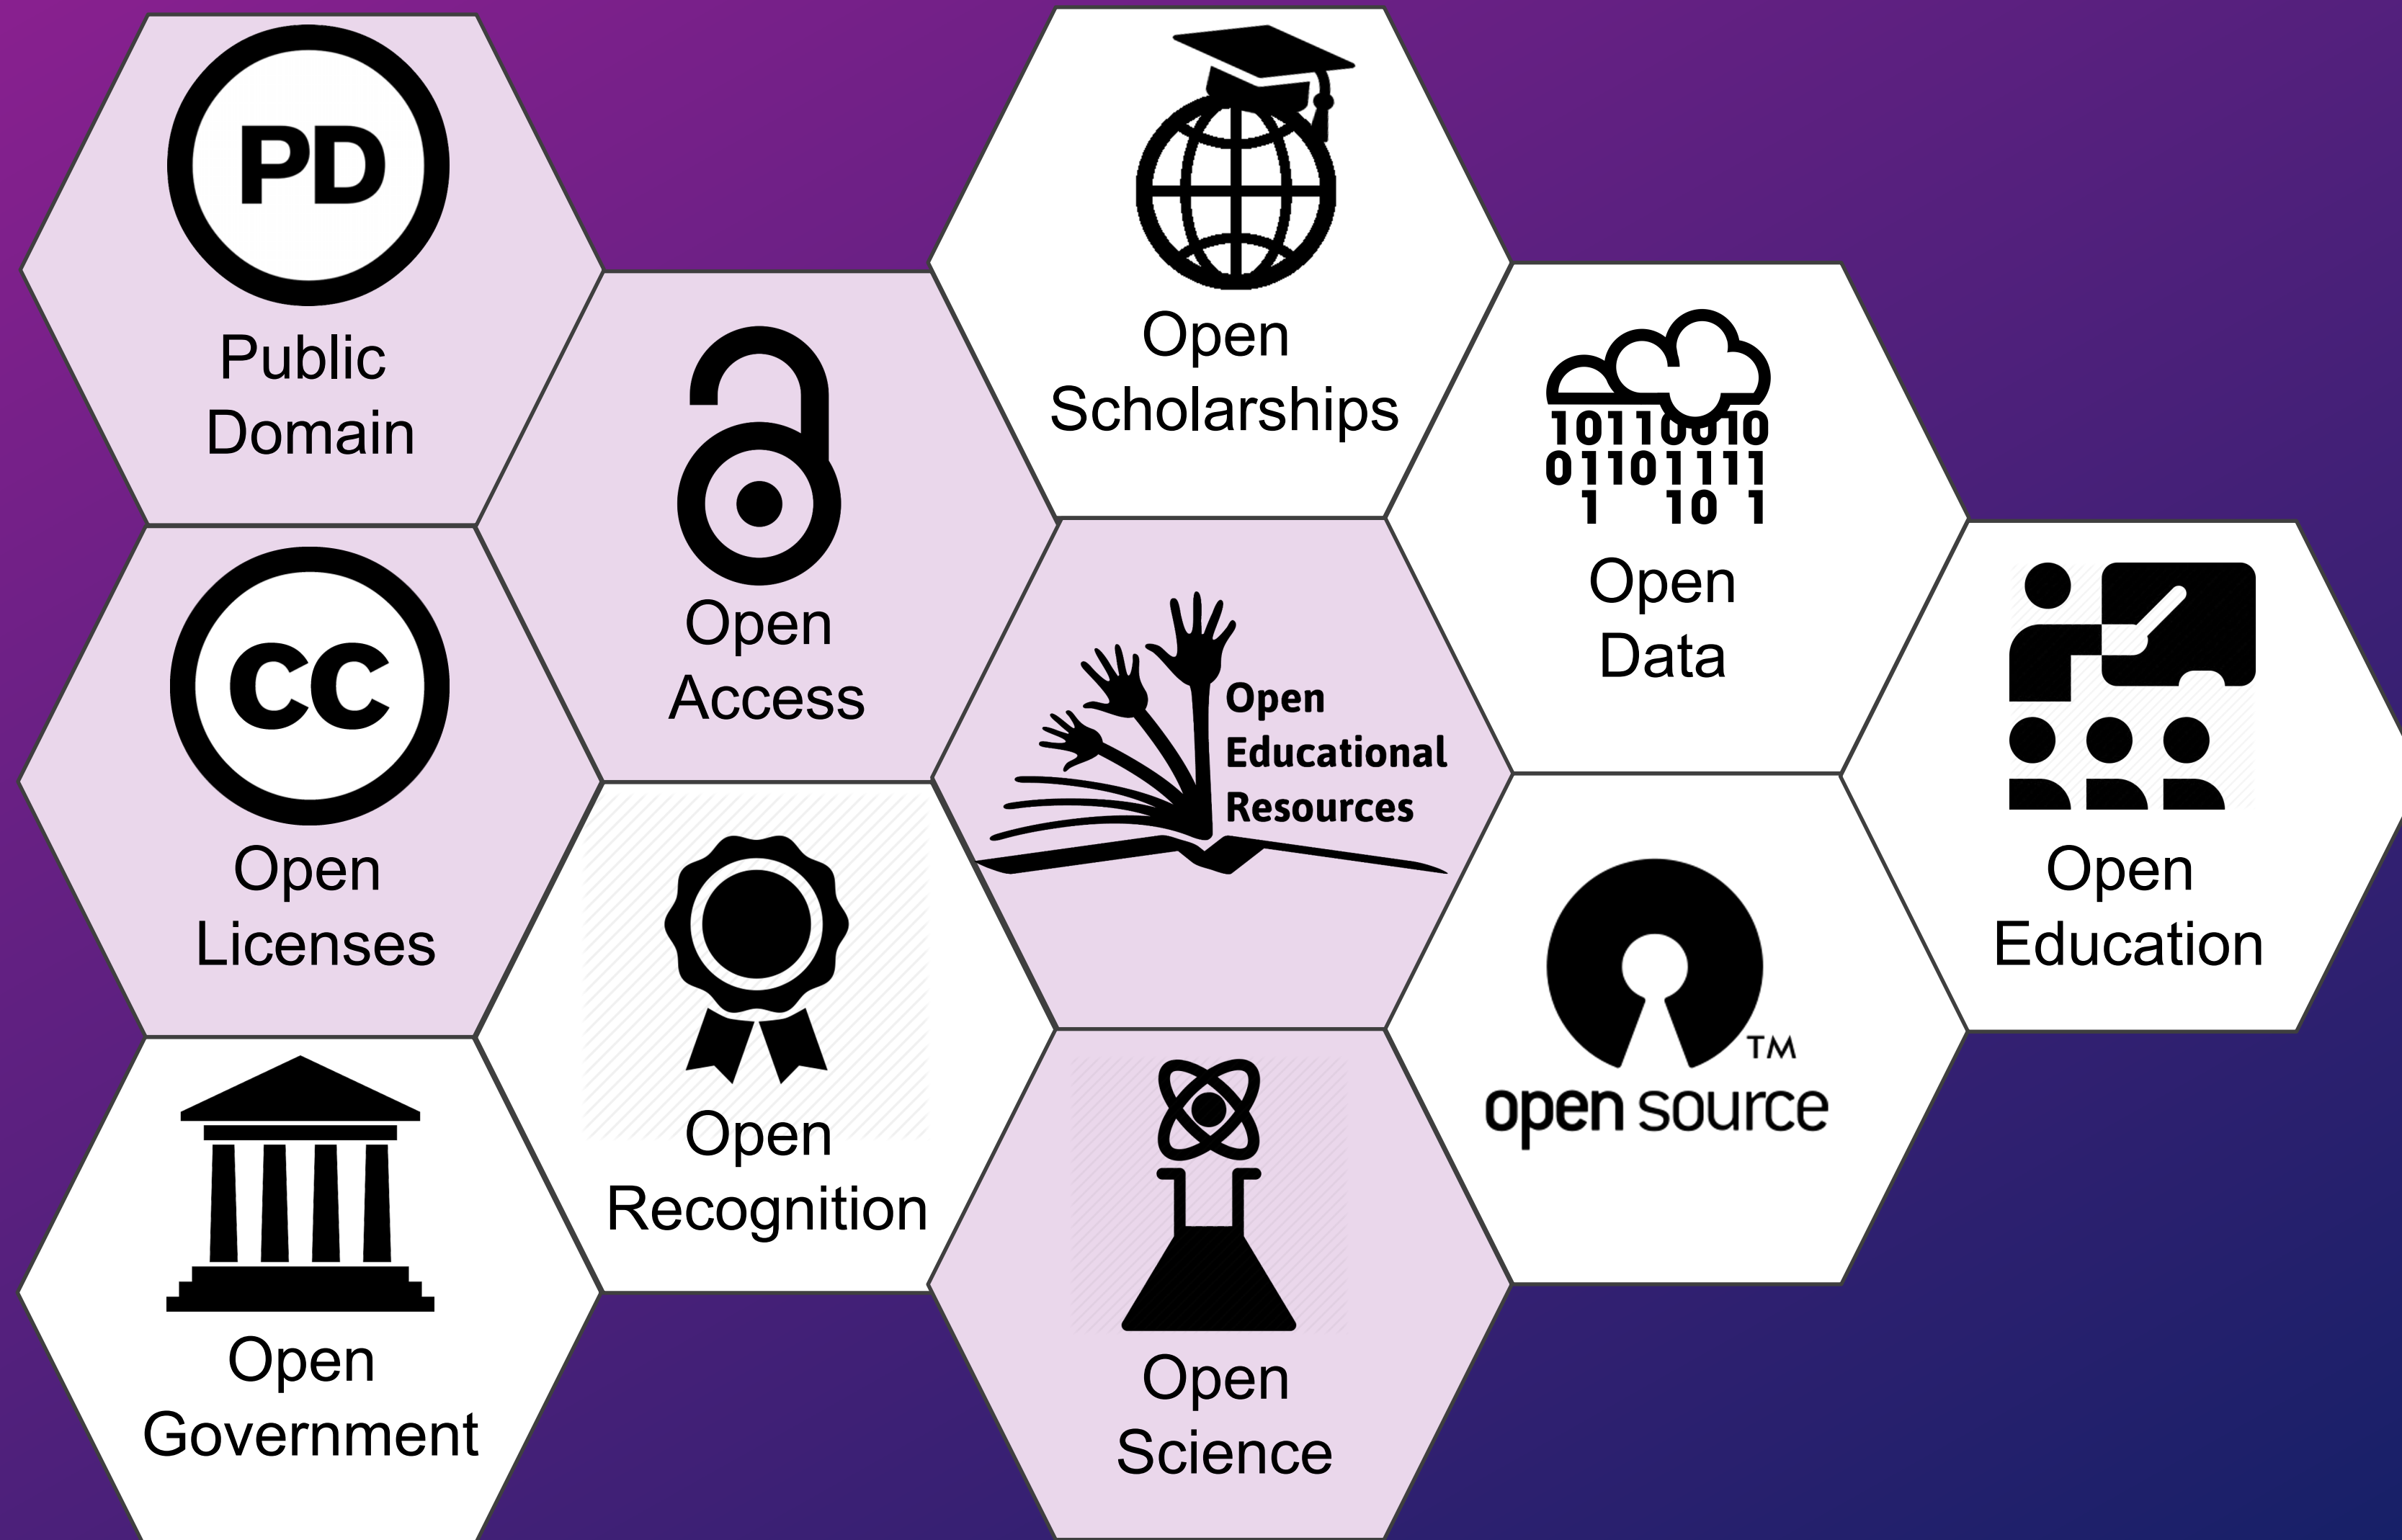 PD
Public
Domain
Open
Scholarships
Open
Access
10110010
01101111
1 10 1
Open
Data
CC
Open
Licenses
Open
Educational
Resources
Open
Education
Open
Recognition
TM
open source
Open
Government
Open
Science